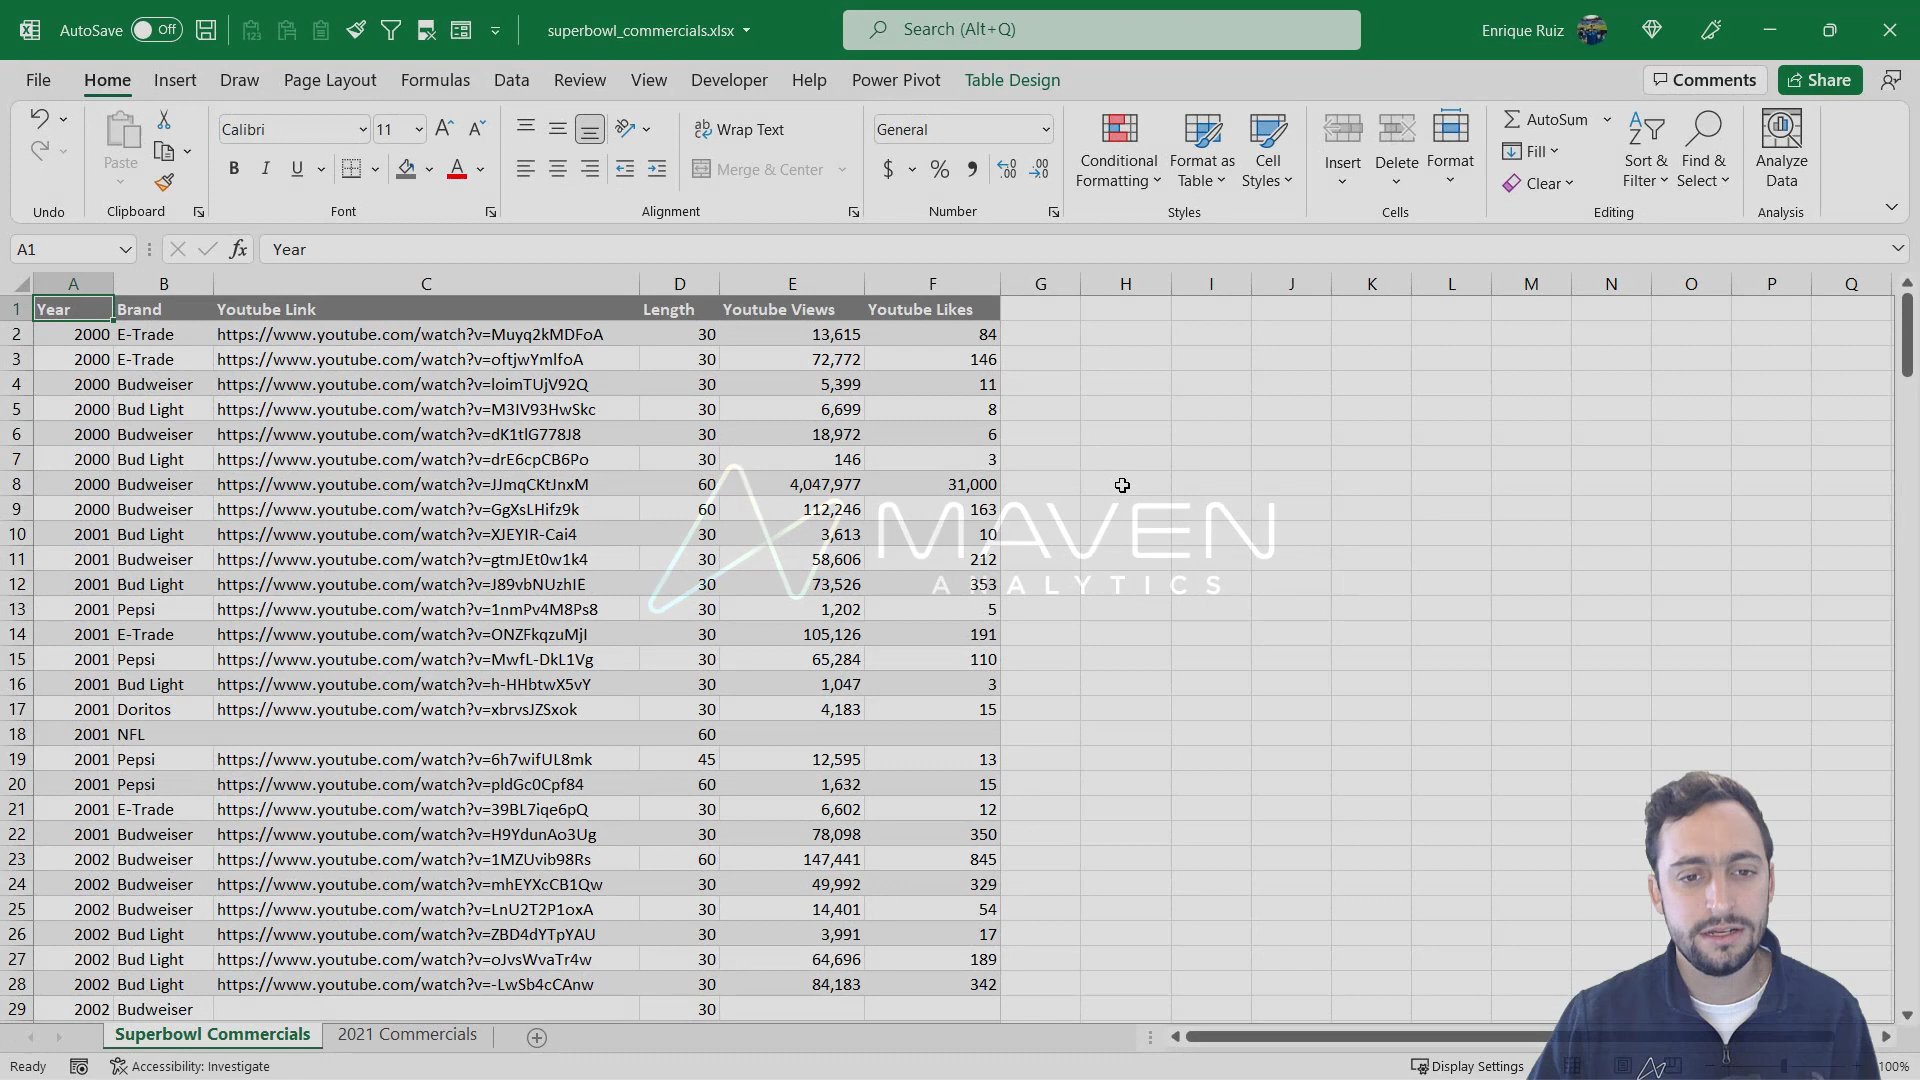 AutoSave Off superbowl_commercials.xlsx Search (Alt+Q) Enrique Ruiz
File Home Insert Draw Page Layout Formulas Data Review View Developer Help Power Pivot Table Design Comments Share
Paste Calibri 11 Wrap Text General Conditional Formatting Format as Table Cell Styles Insert Delete Format AutoSum Sort & Filter Find & Select Analyze Data
B I U Merge & Center $ % Fill
Clear
Undo Clipboard Font Alignment Number Styles Cells Editing Analysis
A1 fx Year
A B C D E F G H I J K L M N O P Q
1 Year Brand Youtube Link Length Youtube Views Youtube Likes
2 2000 E-Trade https://www.youtube.com/watch?v=Muyq2kMDFoA 30 13,615 84
3 2000 E-Trade https://www.youtube.com/watch?v=oftjwYmlfoA 30 72,772 146
4 2000 Budweiser https://www.youtube.com/watch?v=loimTUjV92Q 30 5,399 11
5 2000 Bud Light https://www.youtube.com/watch?v=M3IV93HwSkc 30 6,699 8
6 2000 Budweiser https://www.youtube.com/watch?v=dK1tlG778J8 30 18,972 6
7 2000 Bud Light https://www.youtube.com/watch?v=drE6cpCB6Po 30 146 3
8 2000 Budweiser https://www.youtube.com/watch?v=JJmqCKtJnxM 60 4,047,977 31,000
9 2000 Budweiser https://www.youtube.com/watch?v=GgXsLHifz9k 60 112,246 163
10 2001 Bud Light https://www.youtube.com/watch?v=XJEYIR-Cai4 30 3,613 10
11 2001 Budweiser https://www.youtube.com/watch?v=gtmJEt0w1k4 30 58,606 212
12 2001 Bud Light https://www.youtube.com/watch?v=J89vbNUzhIE 30 73,526 353
13 2001 Pepsi https://www.youtube.com/watch?v=1nmPv4M8Ps8 30 1,202 5
14 2001 E-Trade https://www.youtube.com/watch?v=ONZFkqzuMjI 30 105,126 191
15 2001 Pepsi https://www.youtube.com/watch?v=MwfL-DkL1Vg 30 65,284 110
16 2001 Bud Light https://www.youtube.com/watch?v=h-HHbtwX5vY 30 1,047 3
17 2001 Doritos https://www.youtube.com/watch?v=xbrvsJZSxok 30 4,183 15
18 2001 NFL 60
19 2001 Pepsi https://www.youtube.com/watch?v=6h7wifUL8mk 45 12,595 13
20 2001 Pepsi https://www.youtube.com/watch?v=pldGc0Cpf84 60 1,632 15
21 2001 E-Trade https://www.youtube.com/watch?v=39BL7iqe6pQ 30 6,602 12
22 2001 Budweiser https://www.youtube.com/watch?v=H9YdunAo3Ug 30 78,098 350
23 2002 Budweiser https://www.youtube.com/watch?v=1MZUvib98Rs 60 147,441 845
24 2002 Budweiser https://www.youtube.com/watch?v=mhEYXcCB1Qw 30 49,992 329
25 2002 Budweiser https://www.youtube.com/watch?v=LnU2T2P1oxA 30 14,401 54
26 2002 Bud Light https://www.youtube.com/watch?v=ZBD4dYTpYAU 30 3,991 17
27 2002 Bud Light https://www.youtube.com/watch?v=oJvsWvaTr4w 30 64,696 189
28 2002 Bud Light https://www.youtube.com/watch?v=-LwSb4cCAnw 30 84,183 342
29 2002 Budweiser 30
MAVEN
ANALYTICS
Superbowl Commercials 2021 Commercials
Ready Accessibility: Investigate Display Settings 100%